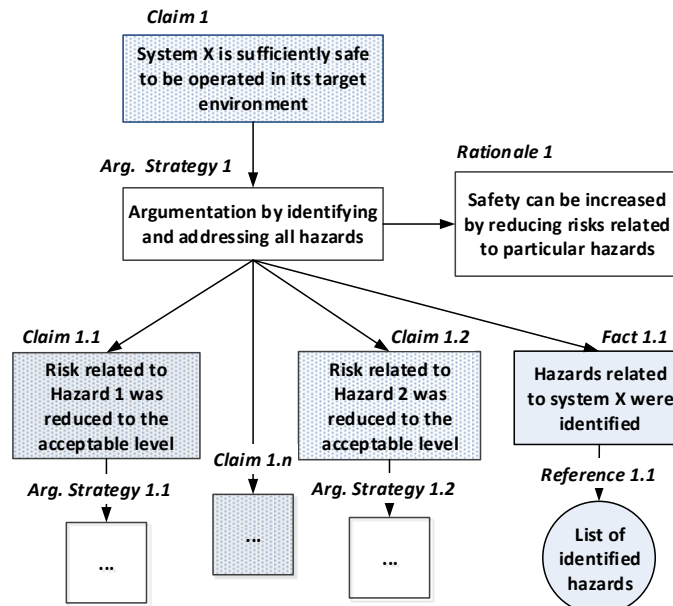 Claim 1
System X is sufficiently safe
to be operated in its target
environment
Arg. Strategy 1
Rationale 1
Argumentation by identifying
and addressing all hazards
Safety can be increased
by reducing risks related
to particular hazards
Claim 1.1
Risk related to
Hazard 1 was
reduced to the
acceptable level
Claim 1.2
Risk related to
Hazard 2 was
reduced to the
acceptable level
Fact 1.1
Hazards related
to system X were
identified
Claim 1.n
...
Arg. Strategy 1.1
...
Arg. Strategy 1.2
...
Reference 1.1
List of
identified
hazards